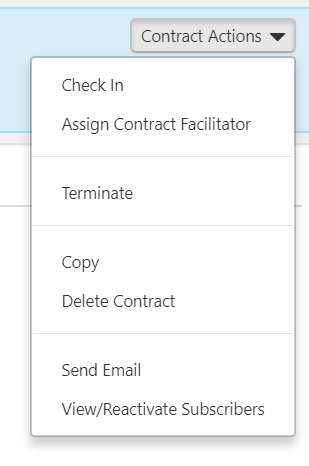 Contract Actions
Check In
Assign Contract Facilitator
Terminate
Copy
Delete Contract
Send Email
View/Reactivate Subscribers